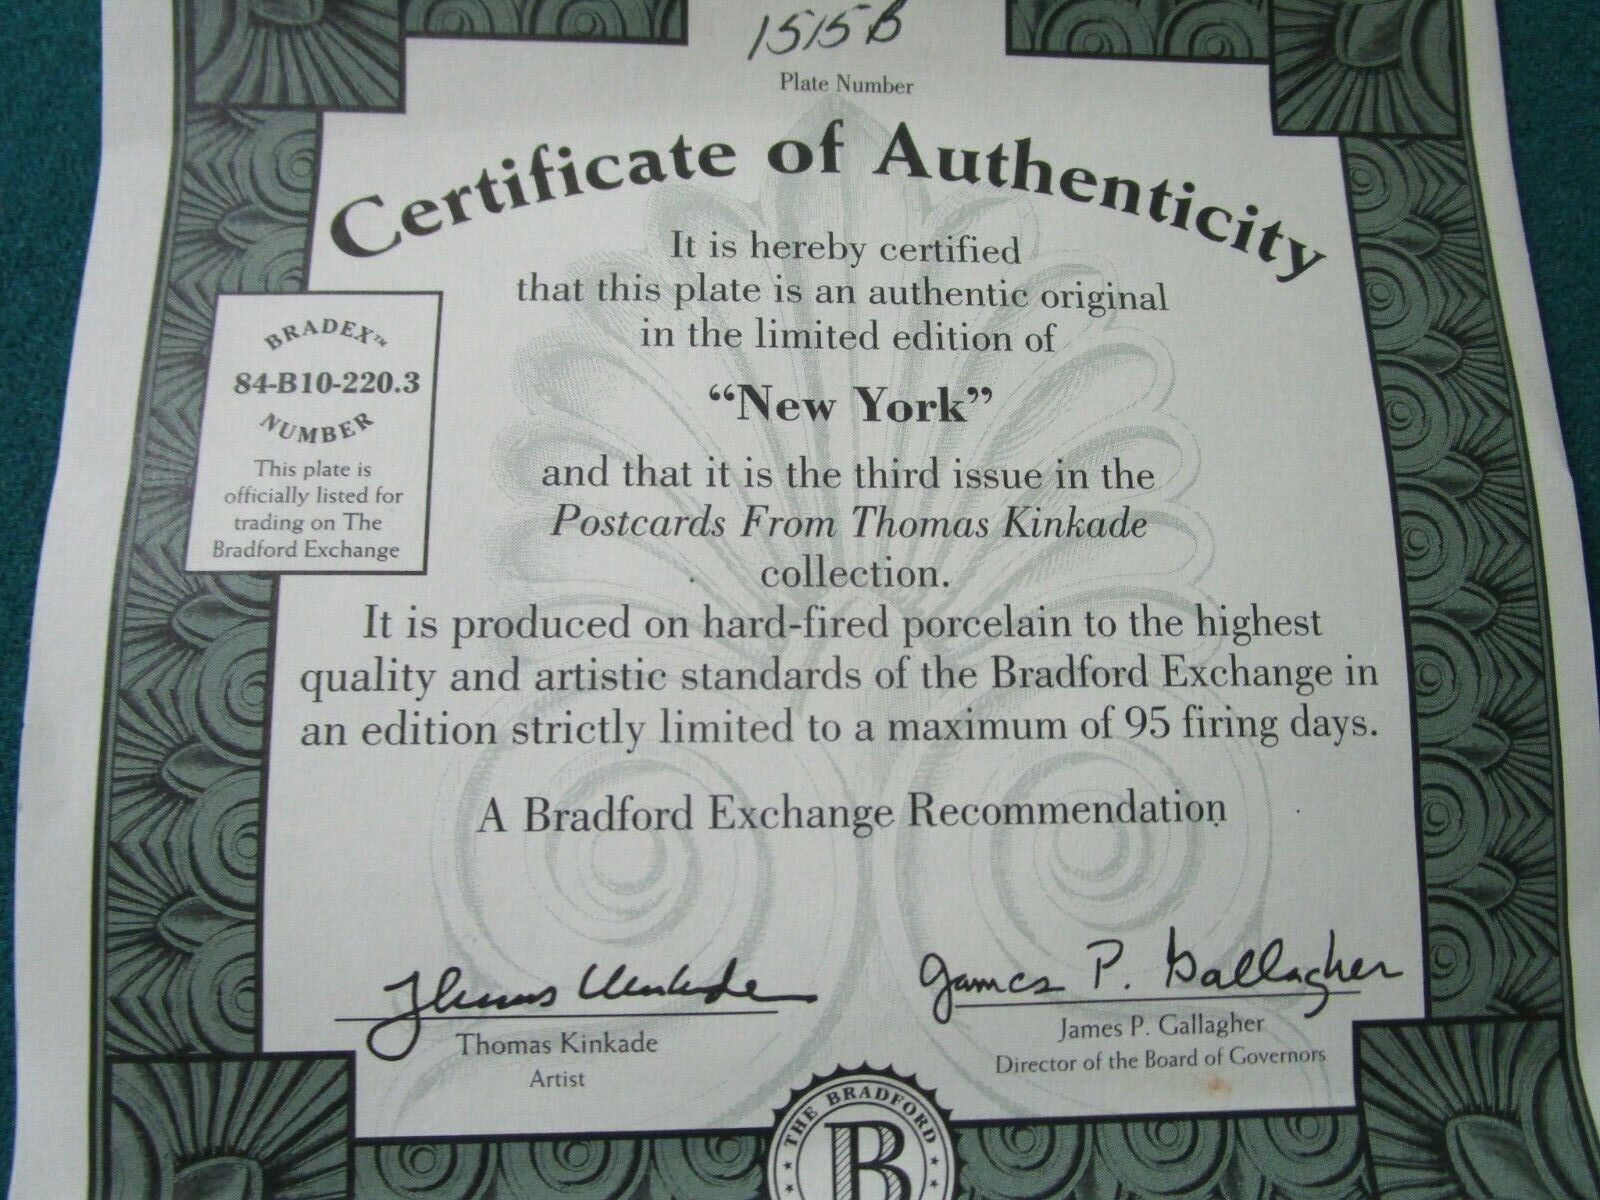 1515B
Plate Number
Certificate of Authenticity
It is hereby certified
that this plate is an authentic original
in the limited edition of
“New York”
and that it is the third issue in the
Postcards From Thomas Kinkade
collection.
It is produced on hard-fired porcelain to the highest
quality and artistic standards of the Bradford Exchange in
an edition strictly limited to a maximum of 95 firing days.
A Bradford Exchange Recommendation
BRADEX™
84-B10-220.3
NUMBER
This plate is
officially listed for
trading on The
Bradford Exchange
Thomas Kinkade
Thomas Kinkade
Artist
James P. Gallagher
James P. Gallagher
Director of the Board of Governors
THE BRADFORD
B